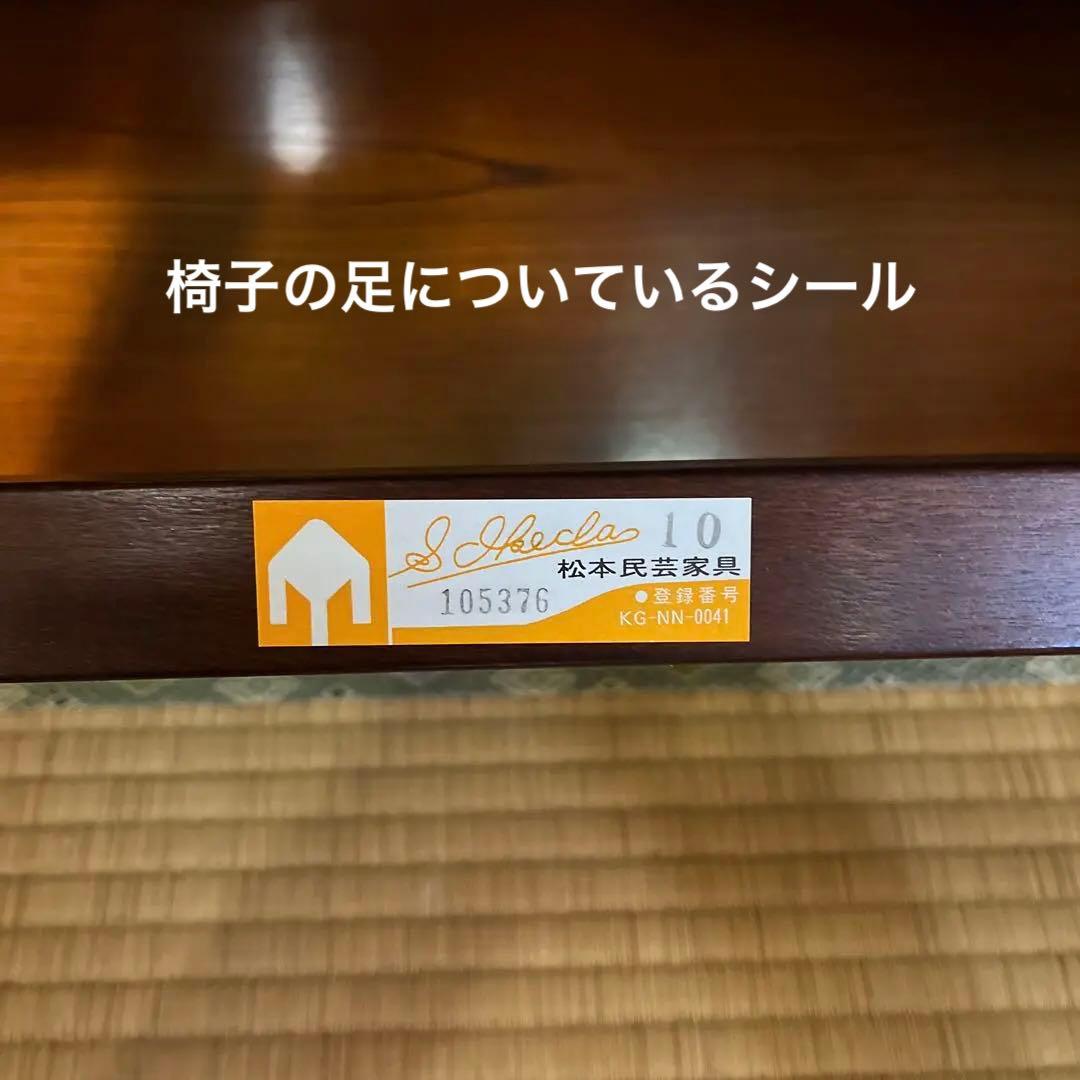 椅子の足についているシール
S Ikeda 10
松本民芸家具
105376
●登録番号
KG-NN-0041